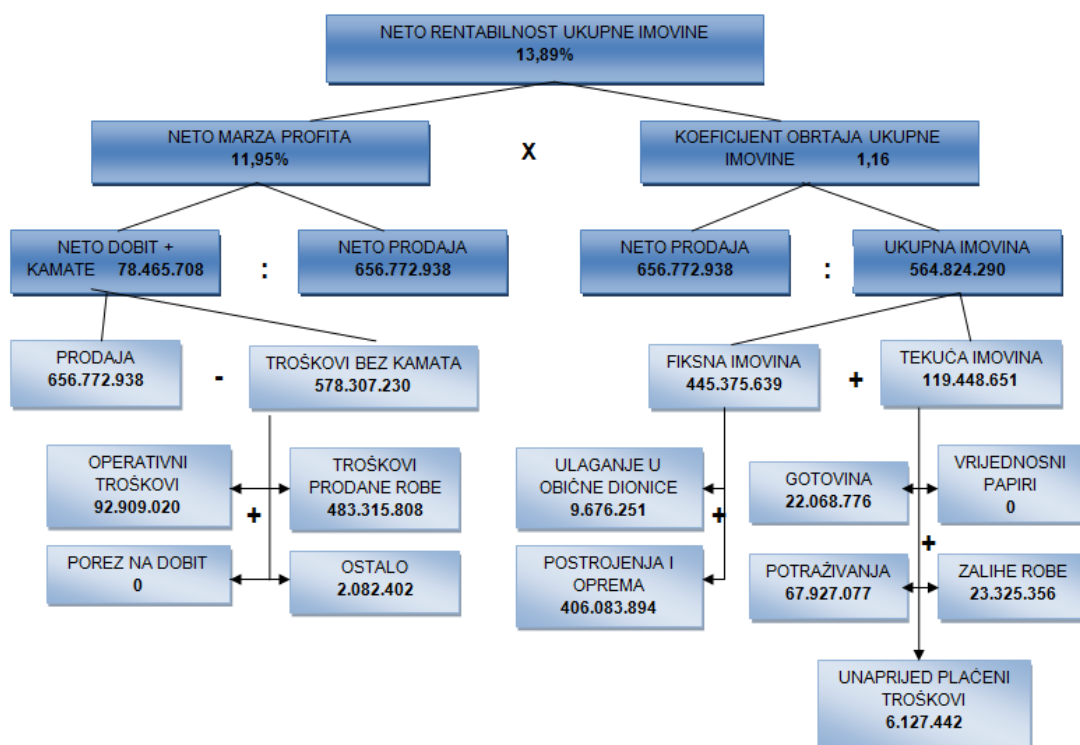 NETO RENTABILNOST UKUPNE IMOVINE
13,89%
NETO MARZA PROFITA
11,95%
X
KOEFICIJENT OBRTAJA UKUPNE
IMOVINE 1,16
NETO DOBIT +
KAMATE 78.465.708
:
NETO PRODAJA
656.772.938
NETO PRODAJA
656.772.938
:
UKUPNA IMOVINA
564.824.290
PRODAJA
656.772.938
-
TROŠKOVI BEZ KAMATA
578.307.230
FIKSNA IMOVINA
445.375.639
+
TEKUĆA IMOVINA
119.448.651
OPERATIVNI
TROŠKOVI
92.909.020
+
TROŠKOVI
PRODANE ROBE
483.315.808
POREZ NA DOBIT
0
OSTALO
2.082.402
ULAGANJE U
OBIČNE DIONICE
9.676.251
+
POSTROJENJA I
OPREMA
406.083.894
GOTOVINA
22.068.776
VRIJEDNOSNI
PAPIRI
0
+
POTRAŽIVANJA
67.927.077
ZALIHE ROBE
23.325.356
UNAPRIJED PLAČENI
TROŠKOVI
6.127.442